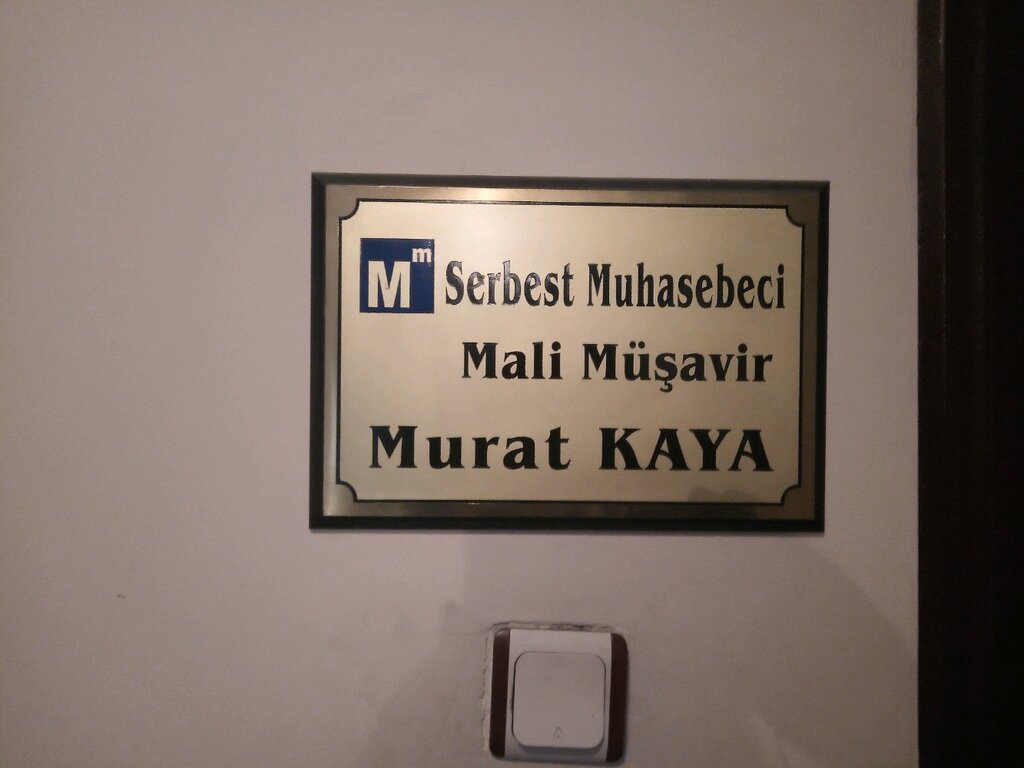 Mm Serbest Muhasebeci
Mali Müşavir
Murat KAYA